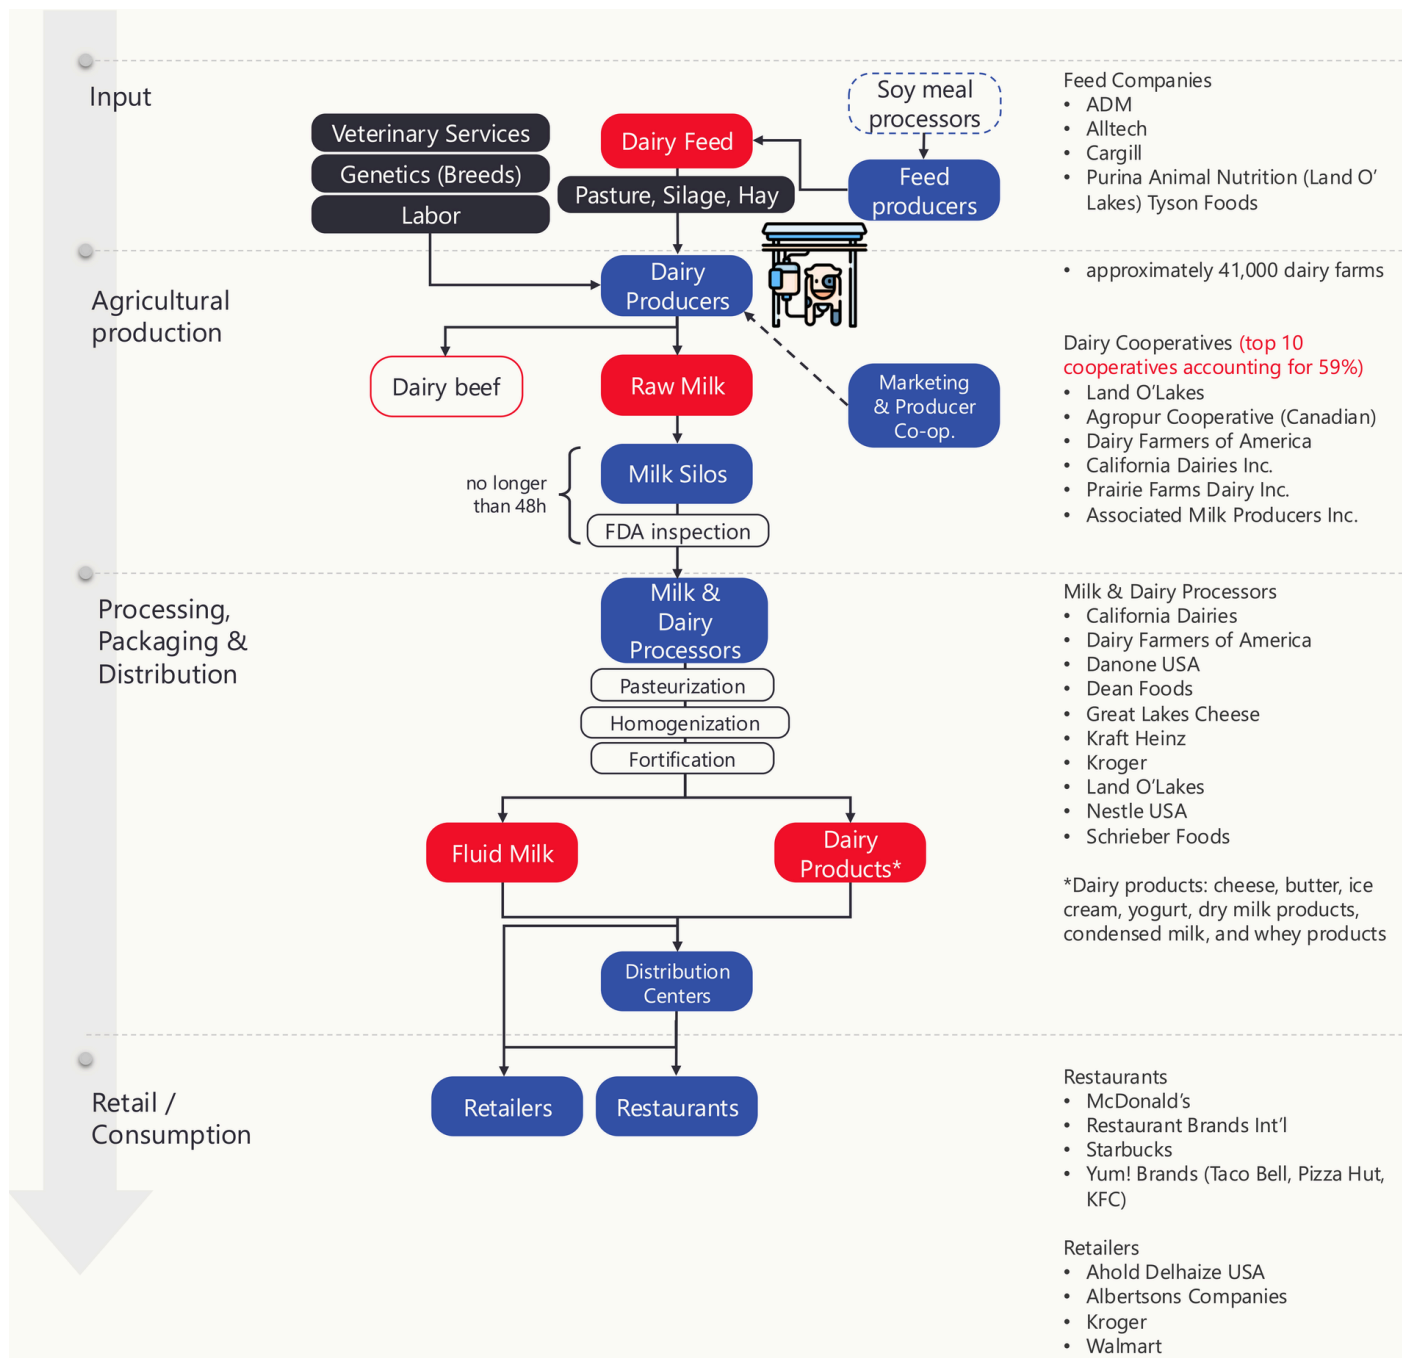 Input
Veterinary Services
Genetics (Breeds)
Labor
Dairy Feed
Pasture, Silage, Hay
Soy meal
processors
Feed
producers
Feed Companies
• ADM
• Alltech
• Cargill
• Purina Animal Nutrition (Land O’
Lakes) Tyson Foods
Agricultural
production
Dairy
Producers
Dairy beef
Raw Milk
Marketing
& Producer
Co-op.
no longer
than 48h
Milk Silos
FDA inspection
• approximately 41,000 dairy farms
Dairy Cooperatives (top 10
cooperatives accounting for 59%)
• Land O’Lakes
• Agropur Cooperative (Canadian)
• Dairy Farmers of America
• California Dairies Inc.
• Prairie Farms Dairy Inc.
• Associated Milk Producers Inc.
Processing,
Packaging &
Distribution
Milk &
Dairy
Processors
Pasteurization
Homogenization
Fortification
Fluid Milk
Dairy
Products*
Distribution
Centers
Milk & Dairy Processors
• California Dairies
• Dairy Farmers of America
• Danone USA
• Dean Foods
• Great Lakes Cheese
• Kraft Heinz
• Kroger
• Land O’Lakes
• Nestle USA
• Schrieber Foods
*Dairy products: cheese, butter, ice
cream, yogurt, dry milk products,
condensed milk, and whey products
Retail /
Consumption
Retailers
Restaurants
Restaurants
• McDonald’s
• Restaurant Brands Int’l
• Starbucks
• Yum! Brands (Taco Bell, Pizza Hut,
KFC)
Retailers
• Ahold Delhaize USA
• Albertsons Companies
• Kroger
• Walmart